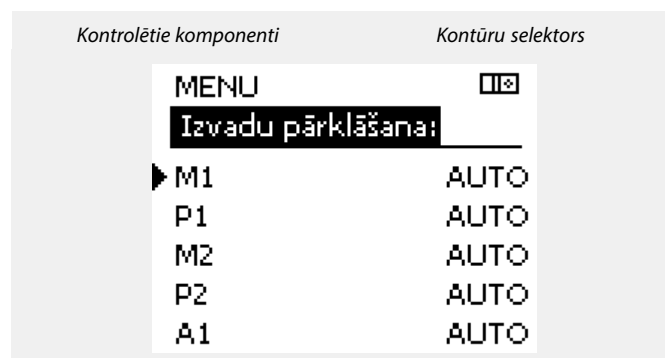 Kontrolētie komponenti Kontūru selektors
MENU
Izvadu pārklāšana:
M1 AUTO
P1 AUTO
M2 AUTO
P2 AUTO
A1 AUTO